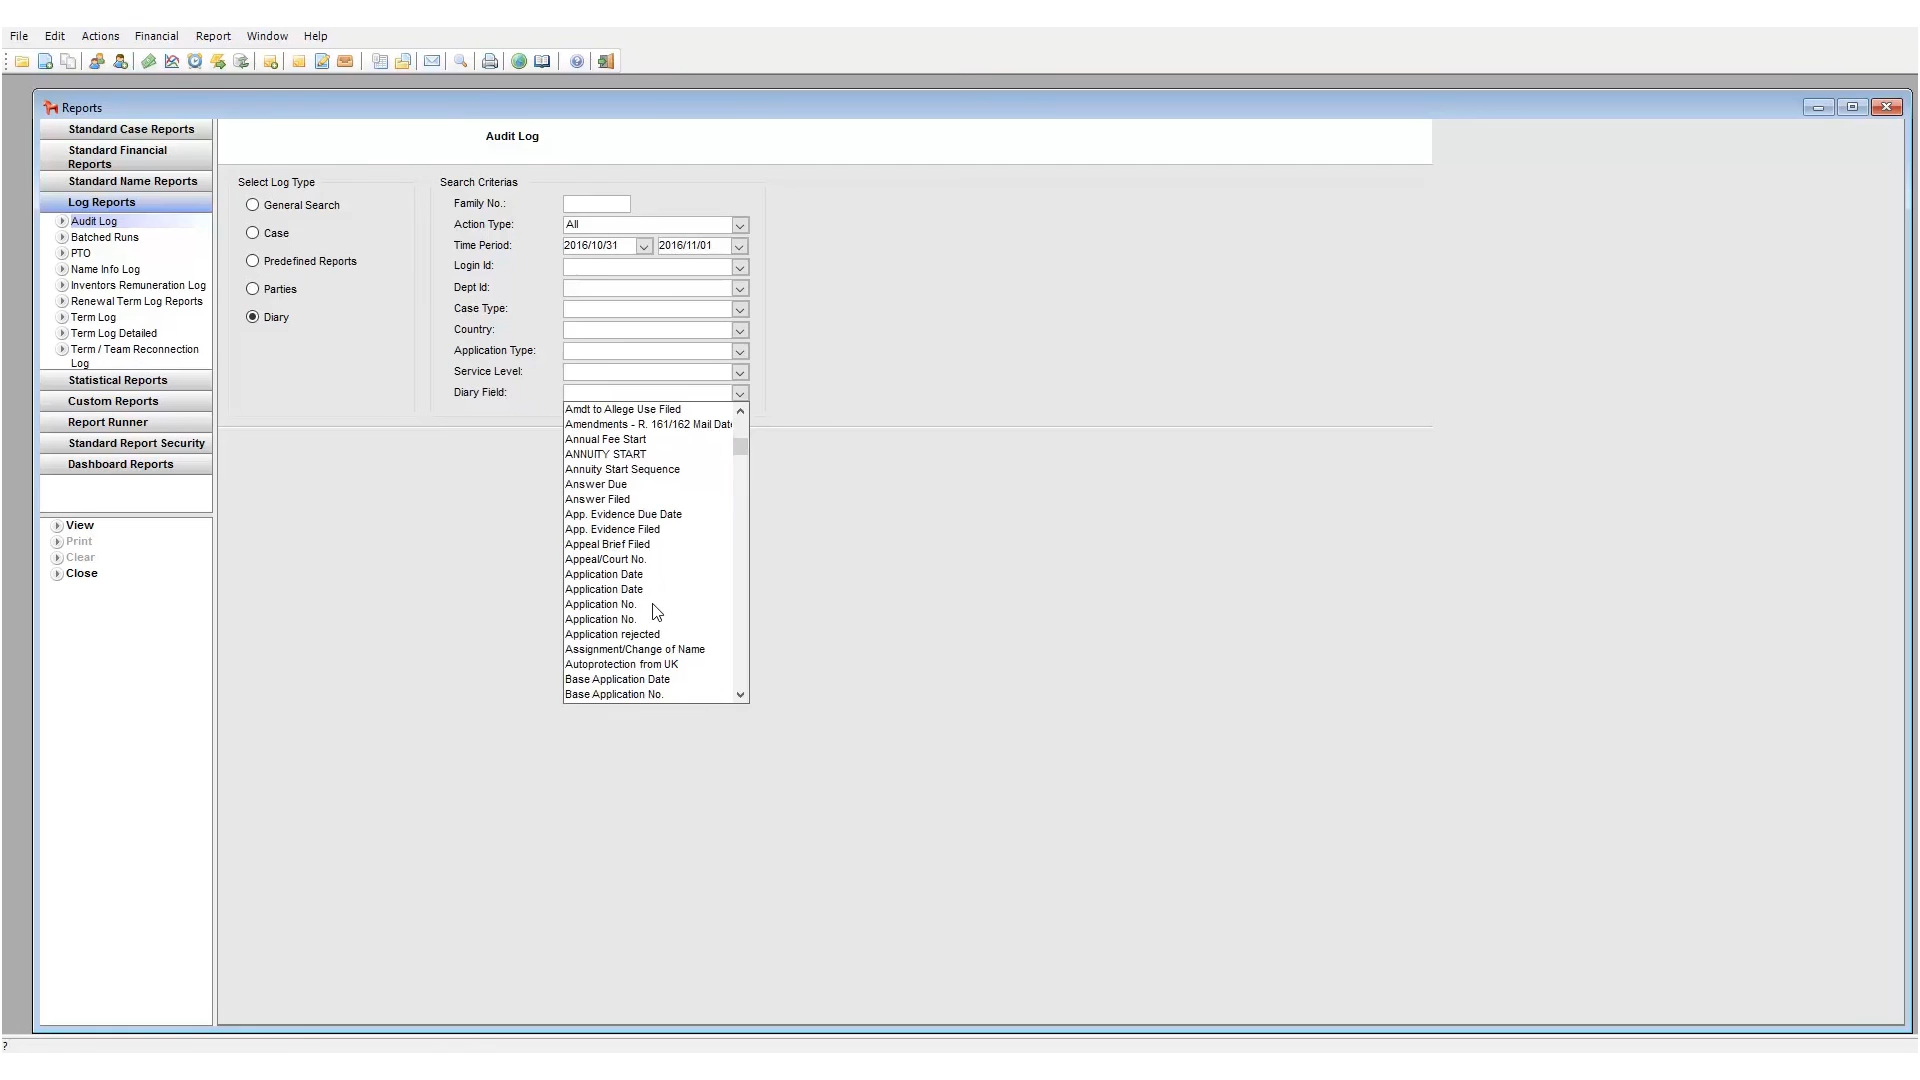 File Edit Actions Financial Report Window Help
Reports
Standard Case Reports
Standard Financial
Reports
Standard Name Reports
Log Reports
Audit Log
Batched Runs
PTO
Name Info Log
Inventors Remuneration Log
Renewal Term Log Reports
Term Log
Term Log Detailed
Term / Team Reconnection
Log
Statistical Reports
Custom Reports
Report Runner
Standard Report Security
Dashboard Reports
View
Print
Clear
Close
Audit Log
Select Log Type
General Search
Case
Predefined Reports
Parties
Diary
Search Criterias
Family No.:
Action Type: All
Time Period: 2016/10/31 2016/11/01
Login Id:
Dept Id:
Case Type:
Country:
Application Type:
Service Level:
Diary Field:
Amdt to Allege Use Filed
Amendments - R. 161/162 Mail Date
Annual Fee Start
ANNUITY START
Annuity Start Sequence
Answer Due
Answer Filed
App. Evidence Due Date
App. Evidence Filed
Appeal Brief Filed
Appeal/Court No.
Application Date
Application Date
Application No.
Application No.
Application rejected
Assignment/Change of Name
Autoprotection from UK
Base Application Date
Base Application No.
?